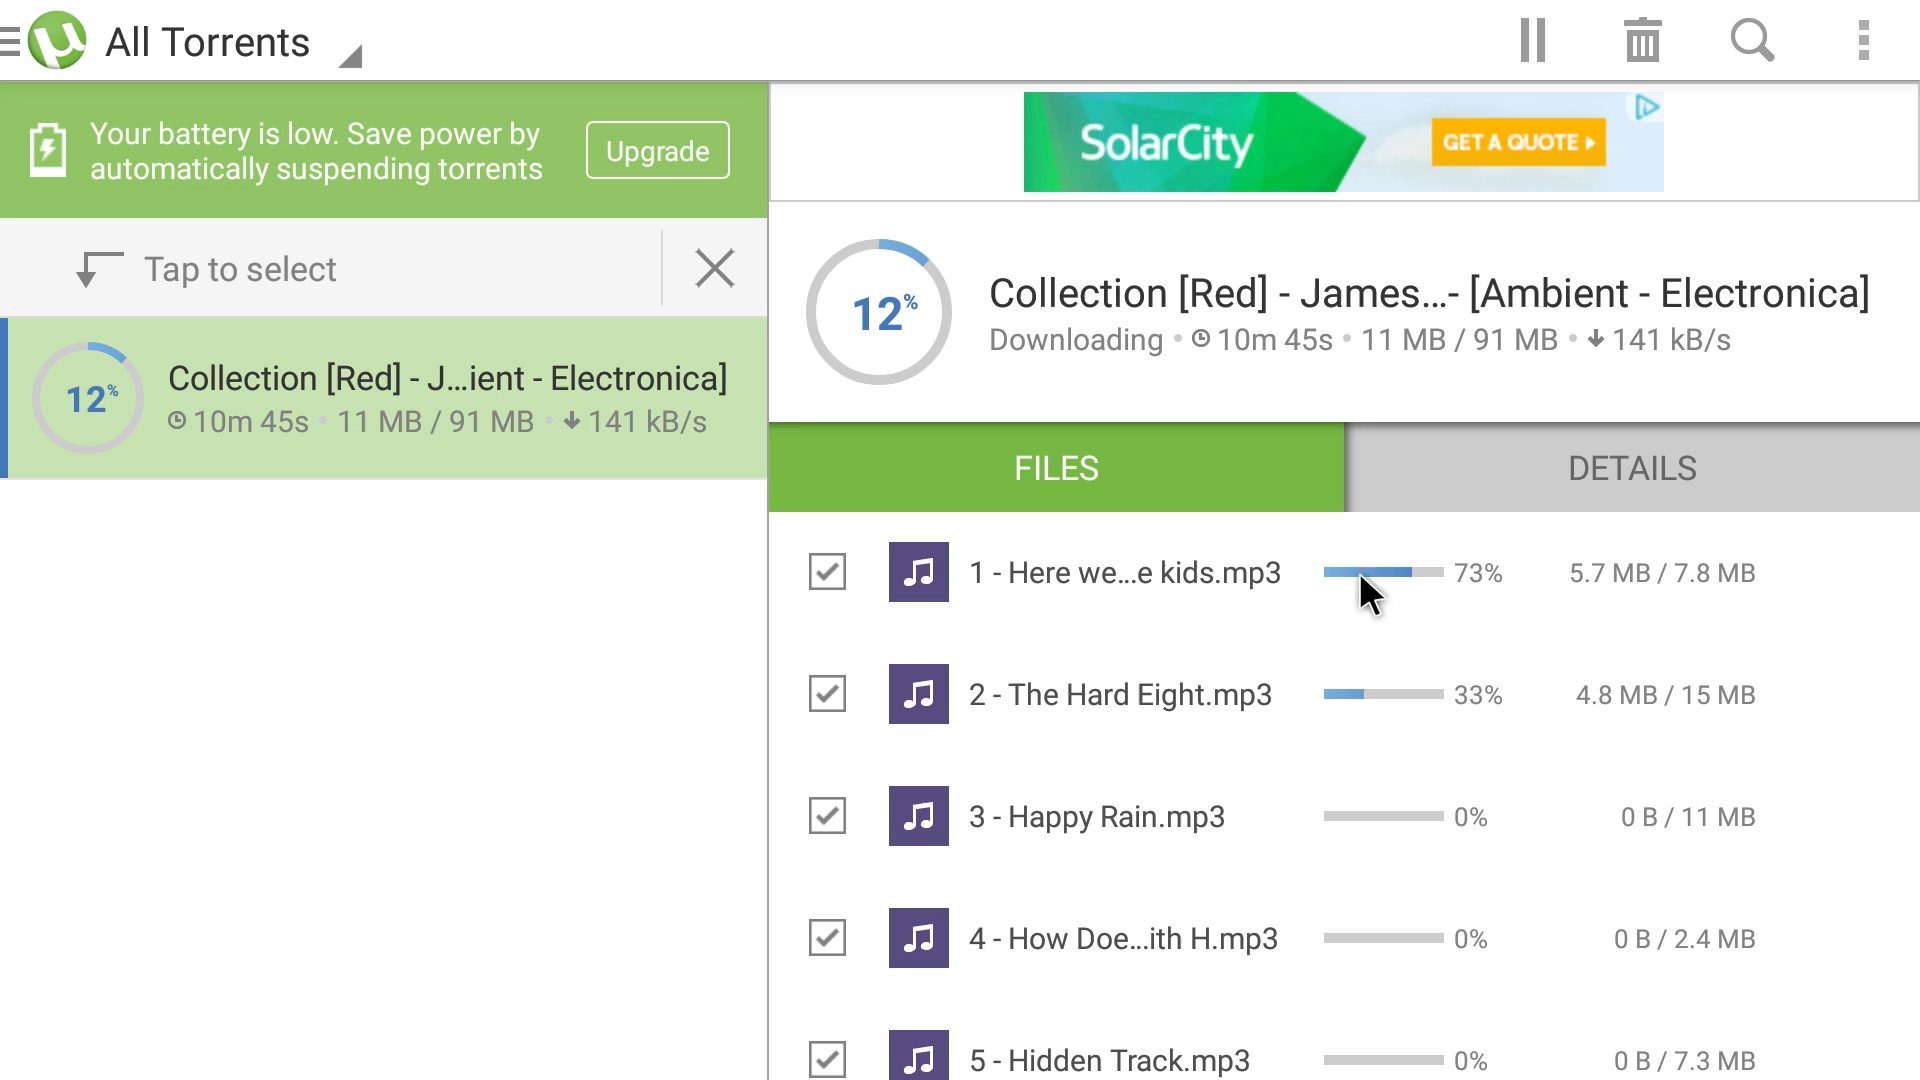 All Torrents
Your battery is low. Save power by
automatically suspending torrents
Upgrade
Tap to select
12%
Collection [Red] - J...ient - Electronica]
10m 45s • 11 MB / 91 MB • 141 kB/s
SolarCity
GET A QUOTE
12%
Collection [Red] - James...- [Ambient - Electronica]
Downloading • 10m 45s • 11 MB / 91 MB • 141 kB/s
FILES
DETAILS
1 - Here we...e kids.mp3 73% 5.7 MB / 7.8 MB
2 - The Hard Eight.mp3 33% 4.8 MB / 15 MB
3 - Happy Rain.mp3 0% 0 B / 11 MB
4 - How Doe...ith H.mp3 0% 0 B / 2.4 MB
5 - Hidden Track.mp3 0% 0 B / 7.3 MB